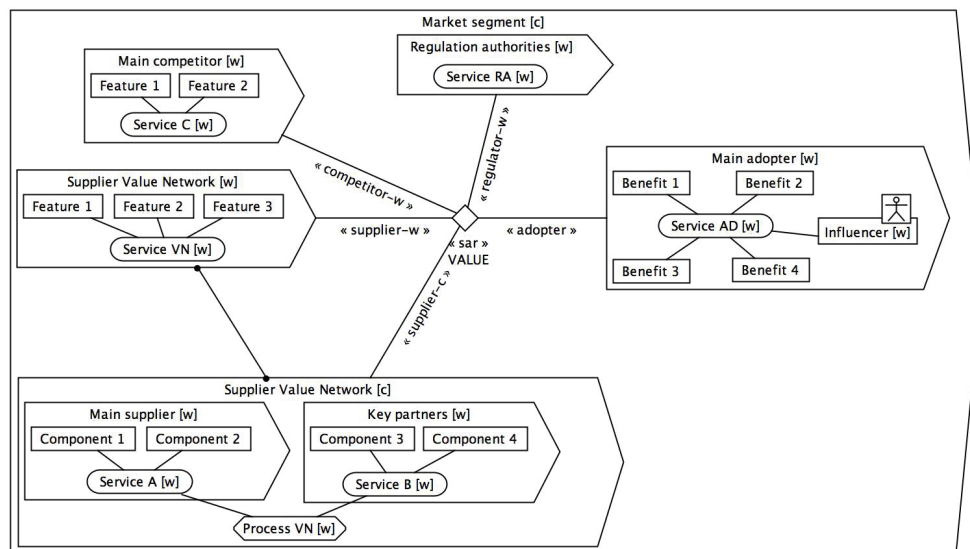 Market segment [c]
Regulation authorities [w]
Service RA [w]
Main competitor [w]
Feature 1
Feature 2
Service C [w]
« competitor-w »
« regulator-w »
Supplier Value Network [w]
Feature 1
Feature 2
Feature 3
Service VN [w]
« supplier-w »
« sar »
VALUE
« adopter »
« supplier-c »
Main adopter [w]
Benefit 1
Benefit 2
Service AD [w]
Influencer [w]
Benefit 3
Benefit 4
Supplier Value Network [c]
Main supplier [w]
Component 1
Component 2
Service A [w]
Key partners [w]
Component 3
Component 4
Service B [w]
Process VN [w]